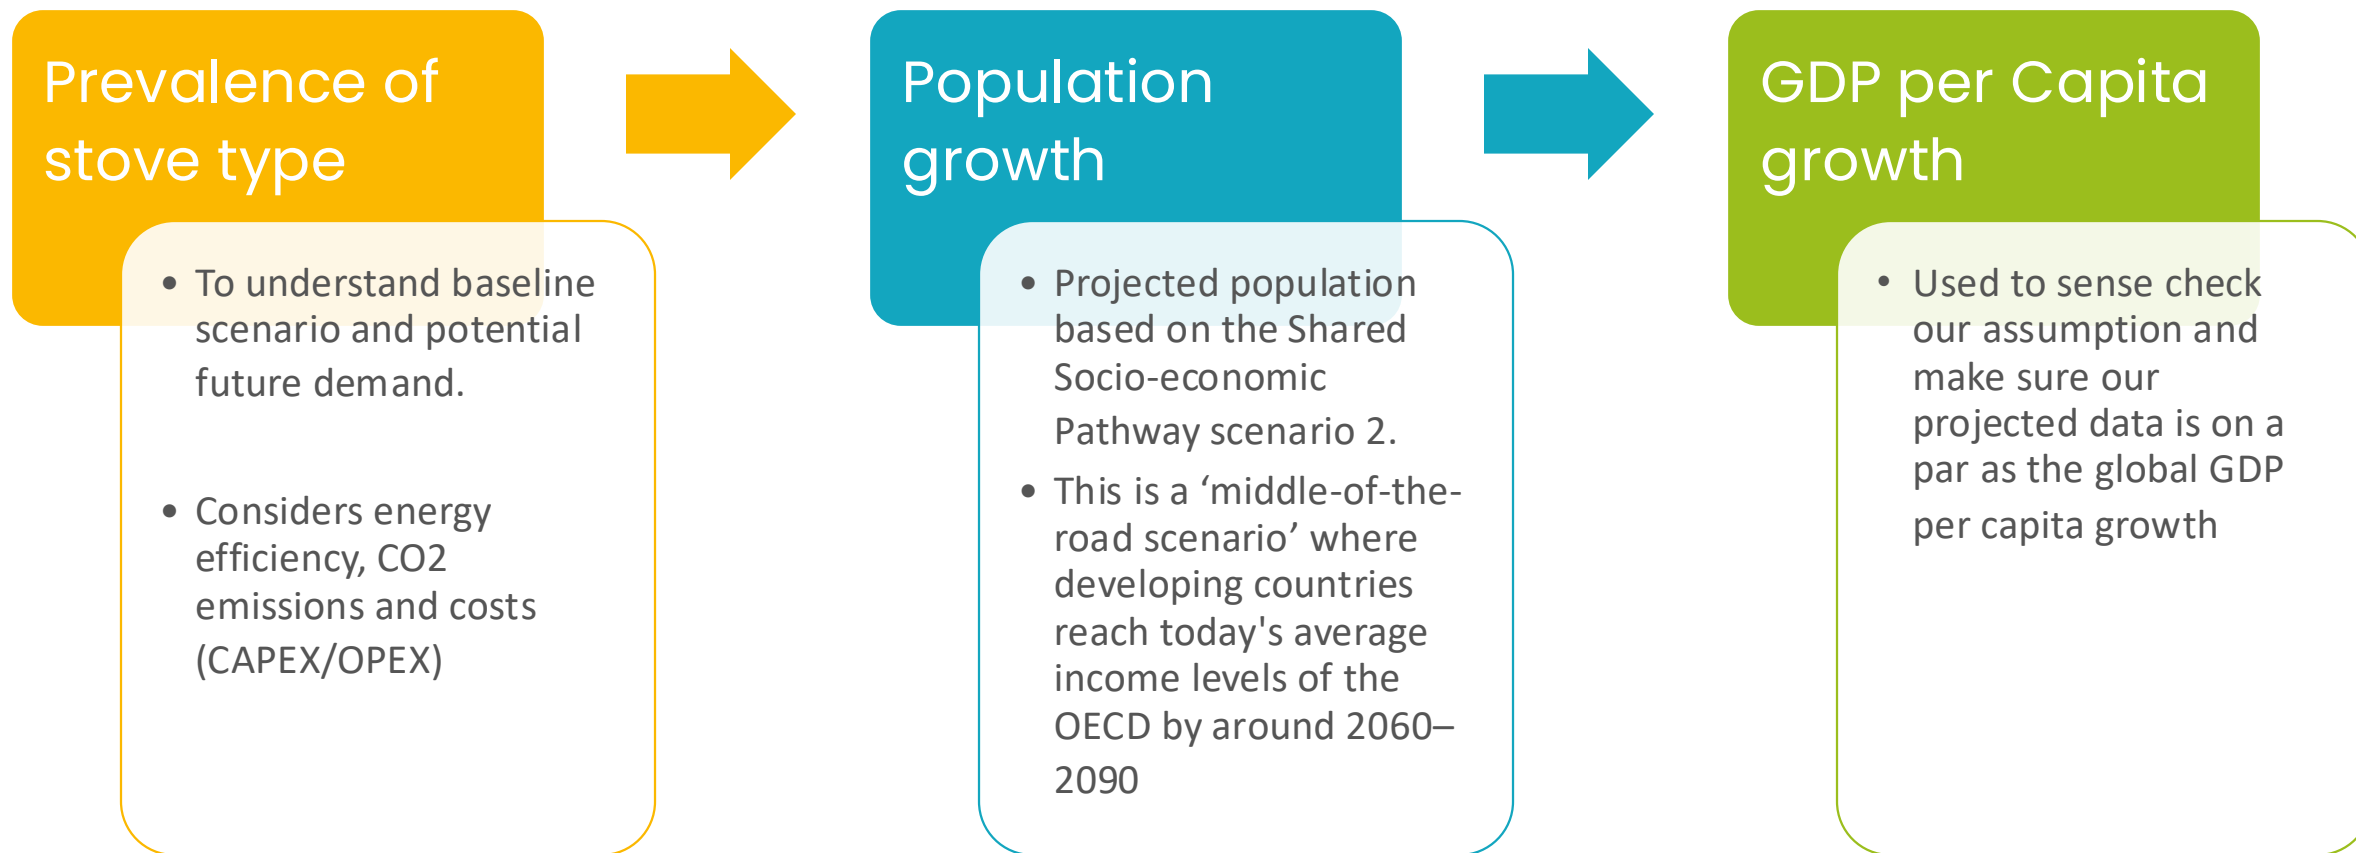 Prevalence of
stove type
• To understand baseline
scenario and potential
future demand.
• Considers energy
efficiency, CO2
emissions and costs
(CAPEX/OPEX)
Population
growth
• Projected population
based on the Shared
Socio-economic
Pathway scenario 2.
• This is a ‘middle-of-the-
road scenario’ where
developing countries
reach today's average
income levels of the
OECD by around 2060–
2090
GDP per Capita
growth
• Used to sense check
our assumption and
make sure our
projected data is on a
par as the global GDP
per capita growth